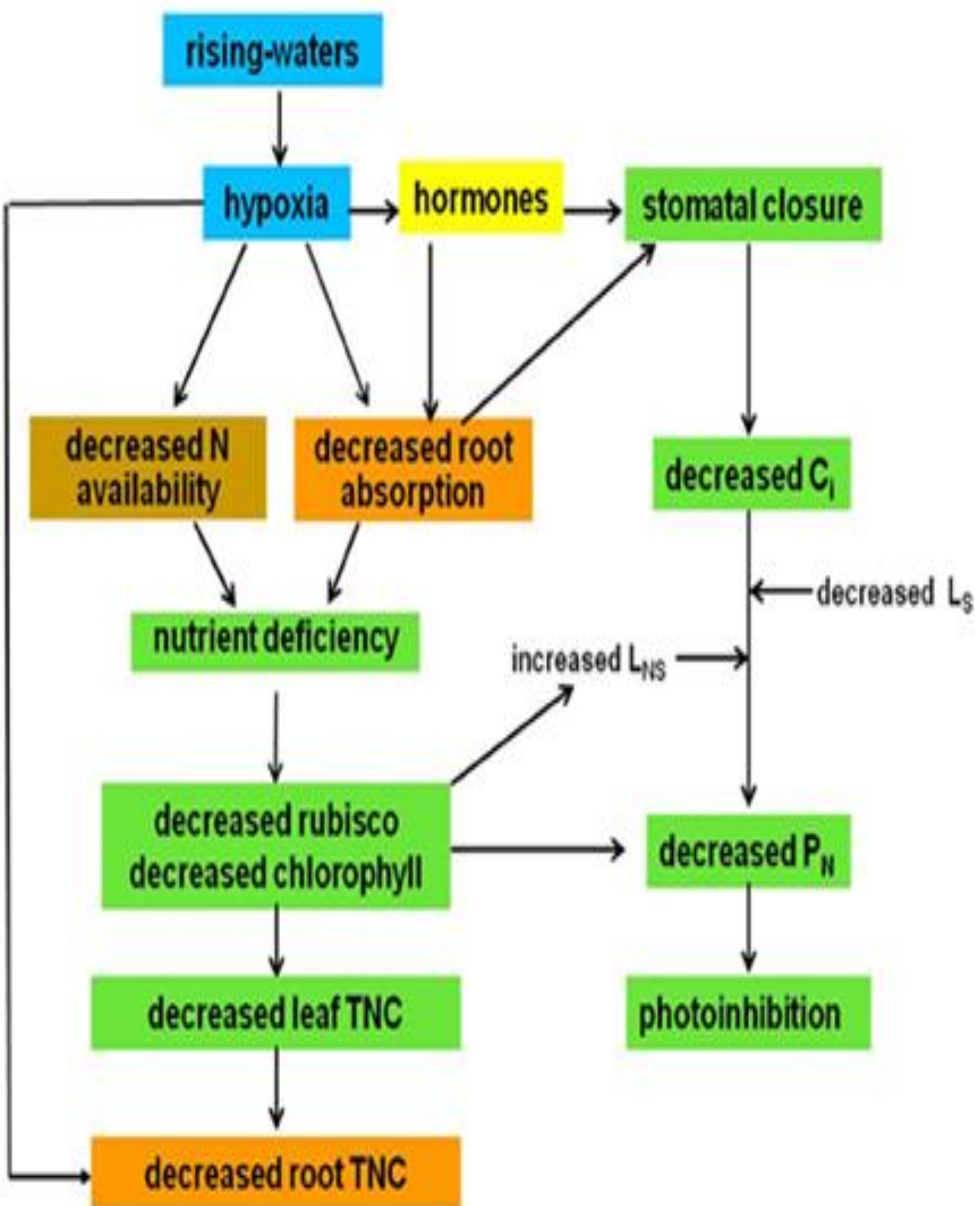 rising-waters
hypoxia
hormones
stomatal closure
decreased N
availability
decreased root
absorption
decreased Ci
decreased LS
nutrient deficiency
increased LNS
decreased rubisco
decreased chlorophyll
decreased PN
decreased leaf TNC
photoinhibition
decreased root TNC